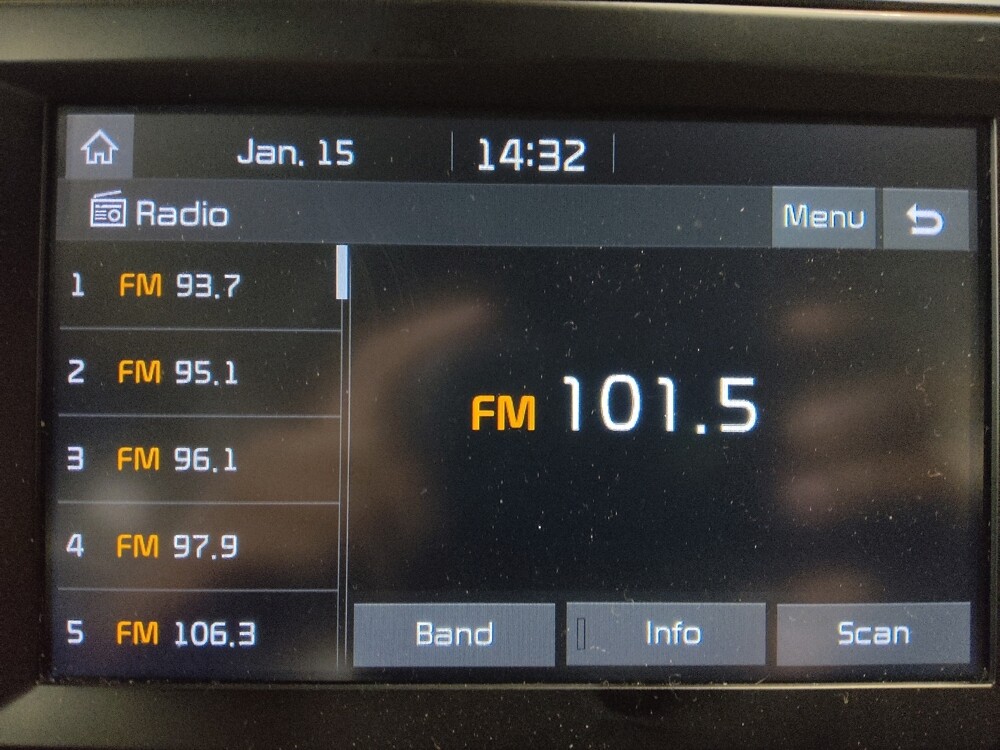 Jan. 15 14:32
Radio Menu
1 FM 93.7
2 FM 95.1
3 FM 96.1
4 FM 97.9
5 FM 106.3
FM 101.5
Band Info Scan